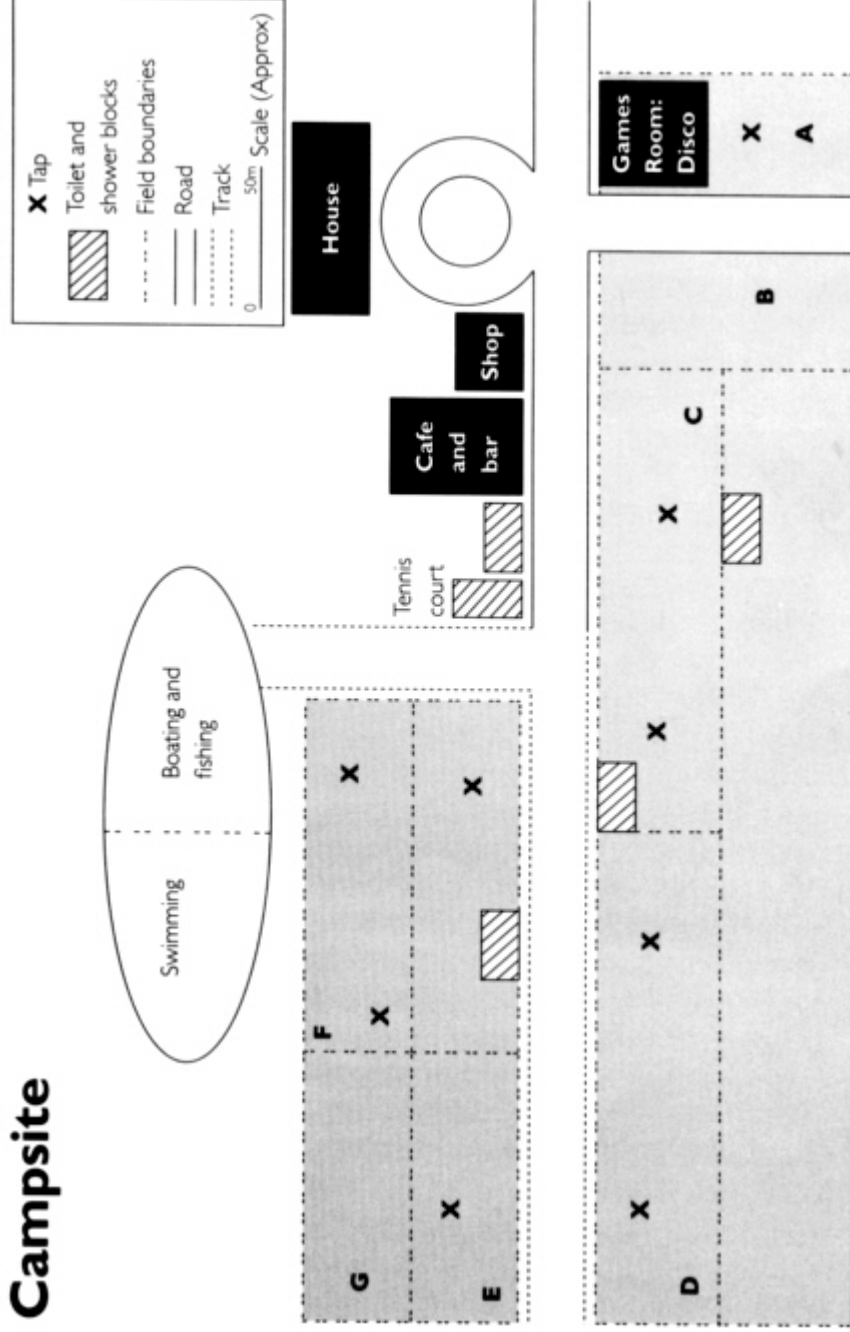 Campsite
X Tap
Toilet and
shower blocks
Field boundaries
Road
Track
0
50m
Scale (Approx)
Swimming
Boating and
fishing
House
Tennis
court
Cafe
and
bar
Shop
G
F
X
X
E
X
X
D
X
X
X
X
C
B
Games
Room:
Disco
X
A